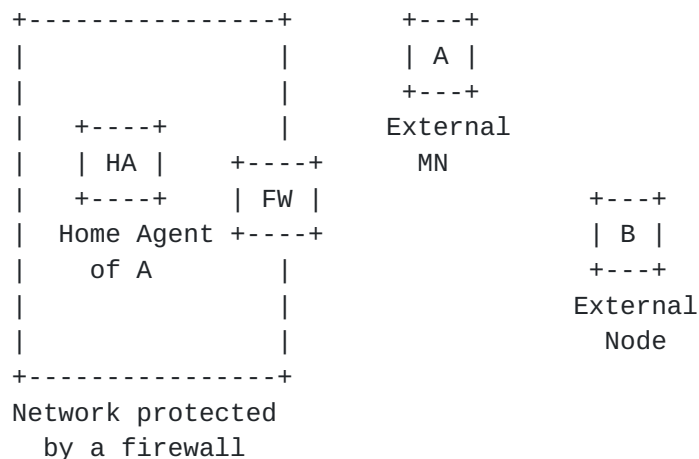 +----------------+       +---+
|                |       | A |
|                |       +---+
|   +----+       |      External
|   | HA |    +----+      MN
|   +----+    | FW |                 +---+
|  Home Agent +----+                 | B |
|    of A        |                   +---+
|                |                  External
|                |                    Node
+----------------+
Network protected
  by a firewall